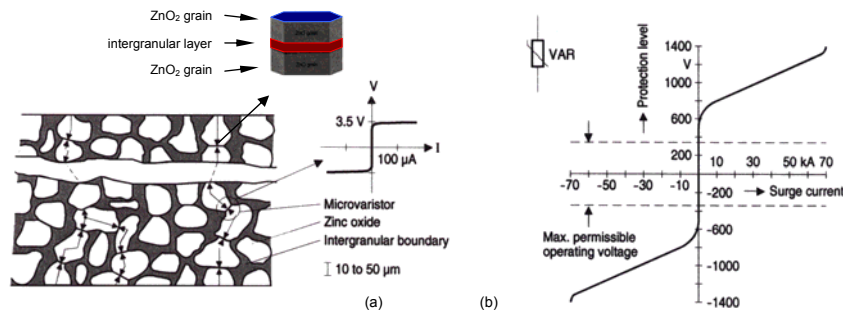 ZnO2 grain
intergranular layer
ZnO2 grain
V
3.5 V
I
100 µA
Microvaristor
Zinc oxide
Intergranular boundary
10 to 50 µm
(a)
(b)
VAR
Protection level
1400
V
1000
600
200
10 30 50 kA 70
-70 -50 -30 -10 0
-200
Surge current
Max. permissible
operating voltage
-600
-1000
-1400